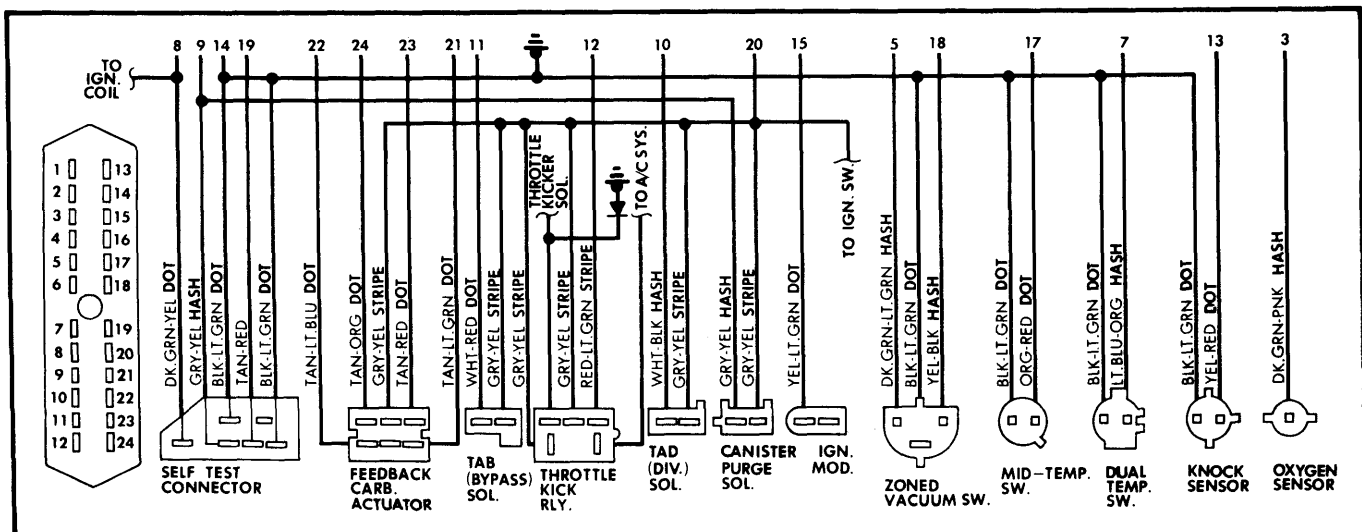 8 9 14 19 22 24 23 21 11 12 10 20 15 5 18 17 7 13 3
TO
IGN.
COIL
THROTTLE
KICKER
SOL.
TO A/C SYS.
TO IGN. SW.
1 13
2 14
3 15
4 16
5 17
6 18
7 19
8 20
9 21
10 22
11 23
12 24
DK.GRN-YEL DOT
GRY-YEL HASH
BLK-LT.GRN DOT
TAN-RED
BLK-LT.GRN DOT
TAN-LT.BLU DOT
TAN-ORG DOT
GRY-YEL STRIPE
TAN-RED DOT
TAN-LT.GRN DOT
WHT-RED DOT
GRY-YEL STRIPE
GRY-YEL STRIPE
GRY-YEL STRIPE
RED-LT.GRN STRIPE
WHT-BLK HASH
GRY-YEL STRIPE
GRY-YEL HASH
GRY-YEL STRIPE
YEL-LT.GRN DOT
DK.GRN-LT.GRN HASH
BLK-LT.GRN DOT
YEL-BLK HASH
BLK-LT.GRN DOT
ORG-RED DOT
BLK-LT.GRN DOT
LT.BLU-ORG HASH
BLK-LT.GRN DOT
YEL-RED DOT
DK.GRN-PNK HASH
SELF TEST
CONNECTOR
FEEDBACK
CARB.
ACTUATOR
TAB
(BYPASS)
SOL.
THROTTLE
KICK
RLY.
TAD
(DIV.)
SOL.
CANISTER
PURGE
SOL.
IGN.
MOD.
ZONED
VACUUM SW.
MID-TEMP.
SW.
DUAL
TEMP.
SW.
KNOCK
SENSOR
OXYGEN
SENSOR